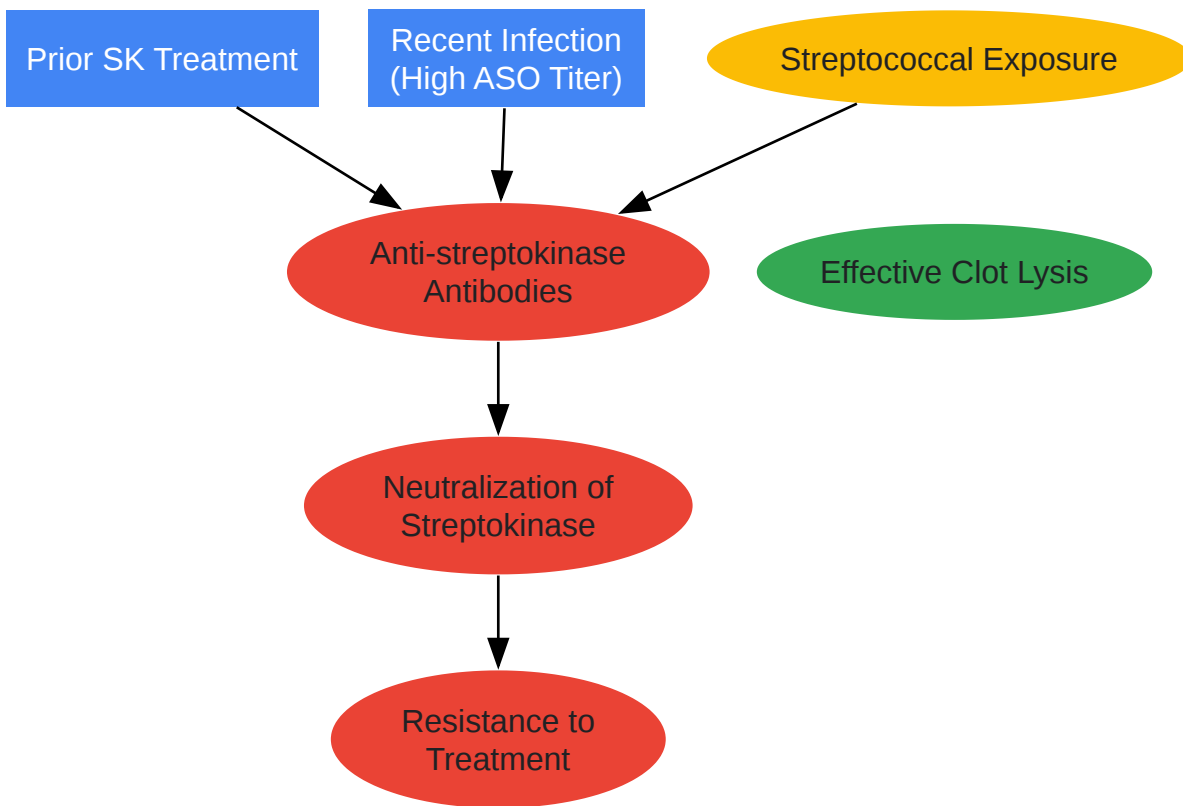 Prior SK Treatment
Recent Infection
(High ASO Titer)
Streptococcal Exposure
Anti-streptokinase
Antibodies
Effective Clot Lysis
Neutralization of
Streptokinase
Resistance to
Treatment